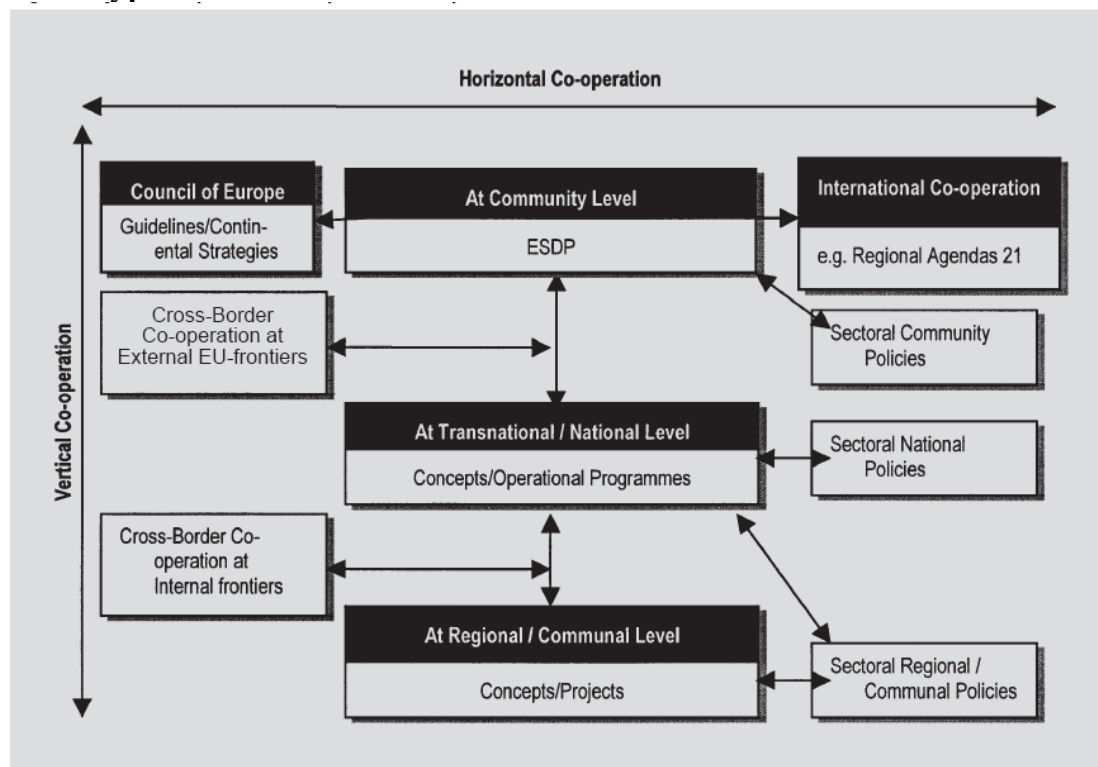 Horizontal Co-operation
Vertical Co-operation
Council of Europe
Guidelines/Contin-
ental Strategies
At Community Level
ESDP
International Co-operation
e.g. Regional Agendas 21
Cross-Border
Co-operation at
External EU-frontiers
Sectoral Community
Policies
At Transnational / National Level
Concepts/Operational Programmes
Sectoral National
Policies
Cross-Border Co-
operation at
Internal frontiers
At Regional / Communal Level
Concepts/Projects
Sectoral Regional /
Communal Policies